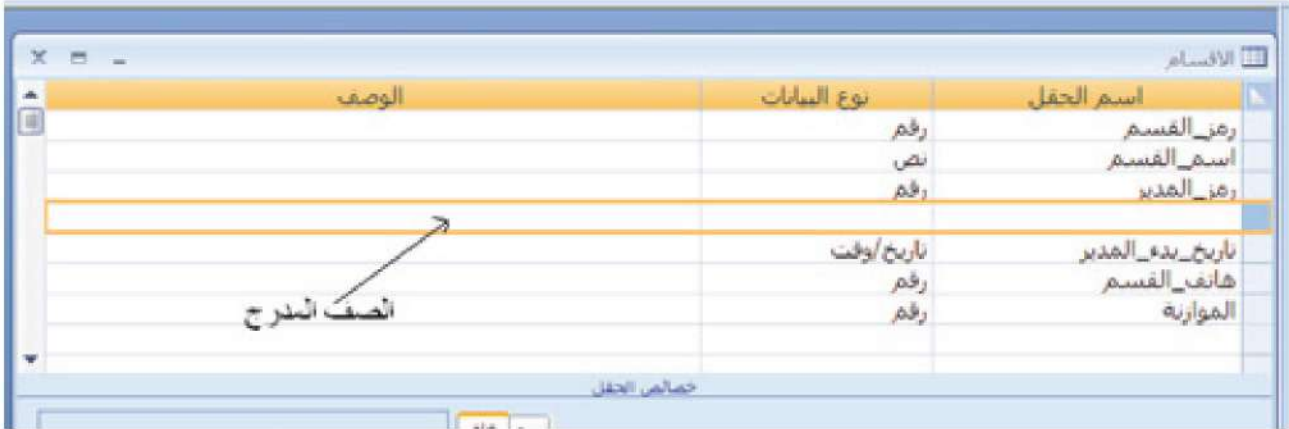 الاقسام
اسم الحقل نوع البيانات الوصف
رمز_القسم رقم
اسم_القسم نص
رمز_المدير رقم
تاريخ_بدء_المدير تاريخ/وقت
هاتف_القسم رقم
الموازنة رقم
الصف المدرج
خصائص الحقل